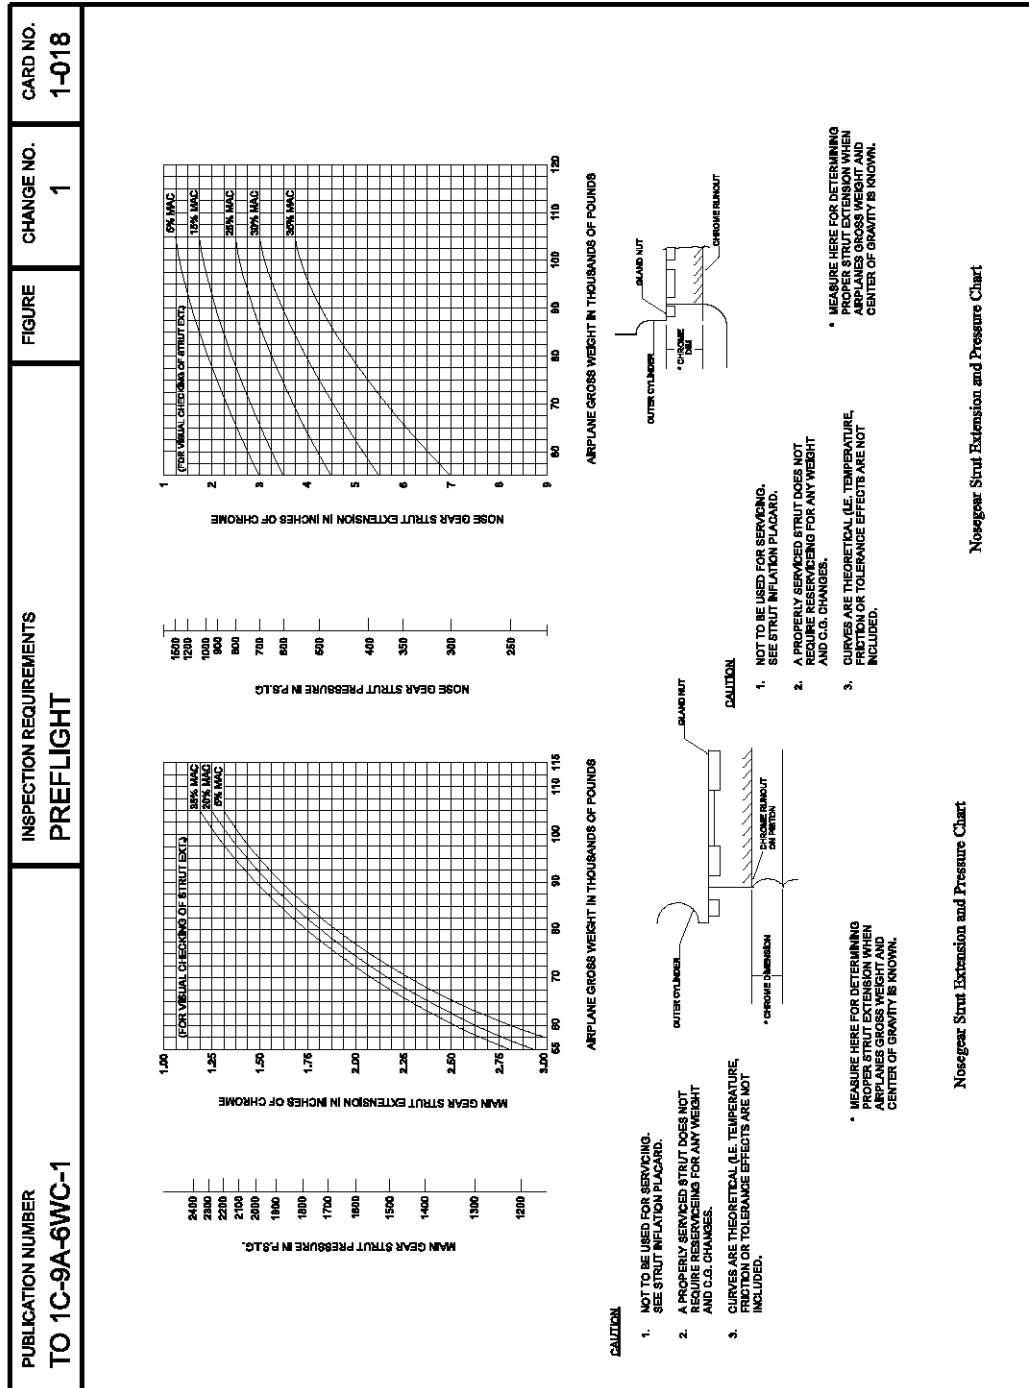 PUBLICATION NUMBER
TO 1C-9A-6WC-1
INSPECTION REQUIREMENTS
PREFLIGHT
FIGURE
CHANGE NO.
1
CARD NO.
1-018
MAIN GEAR STRUT PRESSURE IN P.S.I.G.
2400
2300
2200
2100
2000
1900
1800
1700
1600
1500
1400
1300
1200
MAIN GEAR STRUT EXTENSION IN INCHES OF CHROME
1.00
1.25
1.50
1.75
2.00
2.25
2.50
2.75
3.00
(FOR VISUAL CHECKING OF STRUT EXT.)
35% MAC
20% MAC
5% MAC
55 60 70 80 90 100 110 115
AIRPLANE GROSS WEIGHT IN THOUSANDS OF POUNDS
NOSE GEAR STRUT PRESSURE IN P.S.I.G
1500
1200
1000
900
800
700
600
500
400
350
300
250
NOSE GEAR STRUT EXTENSION IN INCHES OF CHROME
1
2
3
4
5
6
7
8
9
(FOR VISUAL CHECKING OF STRUT EXT.)
5% MAC
15% MAC
25% MAC
30% MAC
35% MAC
60 70 80 90 100 110 120
AIRPLANE GROSS WEIGHT IN THOUSANDS OF POUNDS
CAUTION
1. NOT TO BE USED FOR SERVICING.
SEE STRUT INFLATION PLACARD.
2. A PROPERLY SERVICED STRUT DOES NOT
REQUIRE RESERVICEING FOR ANY WEIGHT
AND C.G. CHANGES.
3. CURVES ARE THEORETICAL (I.E. TEMPERATURE,
FRICTION OR TOLERANCE EFFECTS ARE NOT
INCLUDED.
OUTER CYLINDER
GLAND NUT
* CHROME DIMENSION
CHROME RUNOUT
ON PISTON
* MEASURE HERE FOR DETERMINING
PROPER STRUT EXTENSION WHEN
AIRPLANES GROSS WEIGHT AND
CENTER OF GRAVITY IS KNOWN.
Nosegear Strut Extension and Pressure Chart
CAUTION
1. NOT TO BE USED FOR SERVICING.
SEE STRUT INFLATION PLACARD.
2. A PROPERLY SERVICED STRUT DOES NOT
REQUIRE RESERVICEING FOR ANY WEIGHT
AND C.G. CHANGES.
3. CURVES ARE THEORETICAL (I.E. TEMPERATURE,
FRICTION OR TOLERANCE EFFECTS ARE NOT
INCLUDED.
OUTER CYLINDER
GLAND NUT
* CHROME
DIM
CHROME RUNOUT
* MEASURE HERE FOR DETERMINING
PROPER STRUT EXTENSION WHEN
AIRPLANES GROSS WEIGHT AND
CENTER OF GRAVITY IS KNOWN.
Nosegear Strut Extension and Pressure Chart